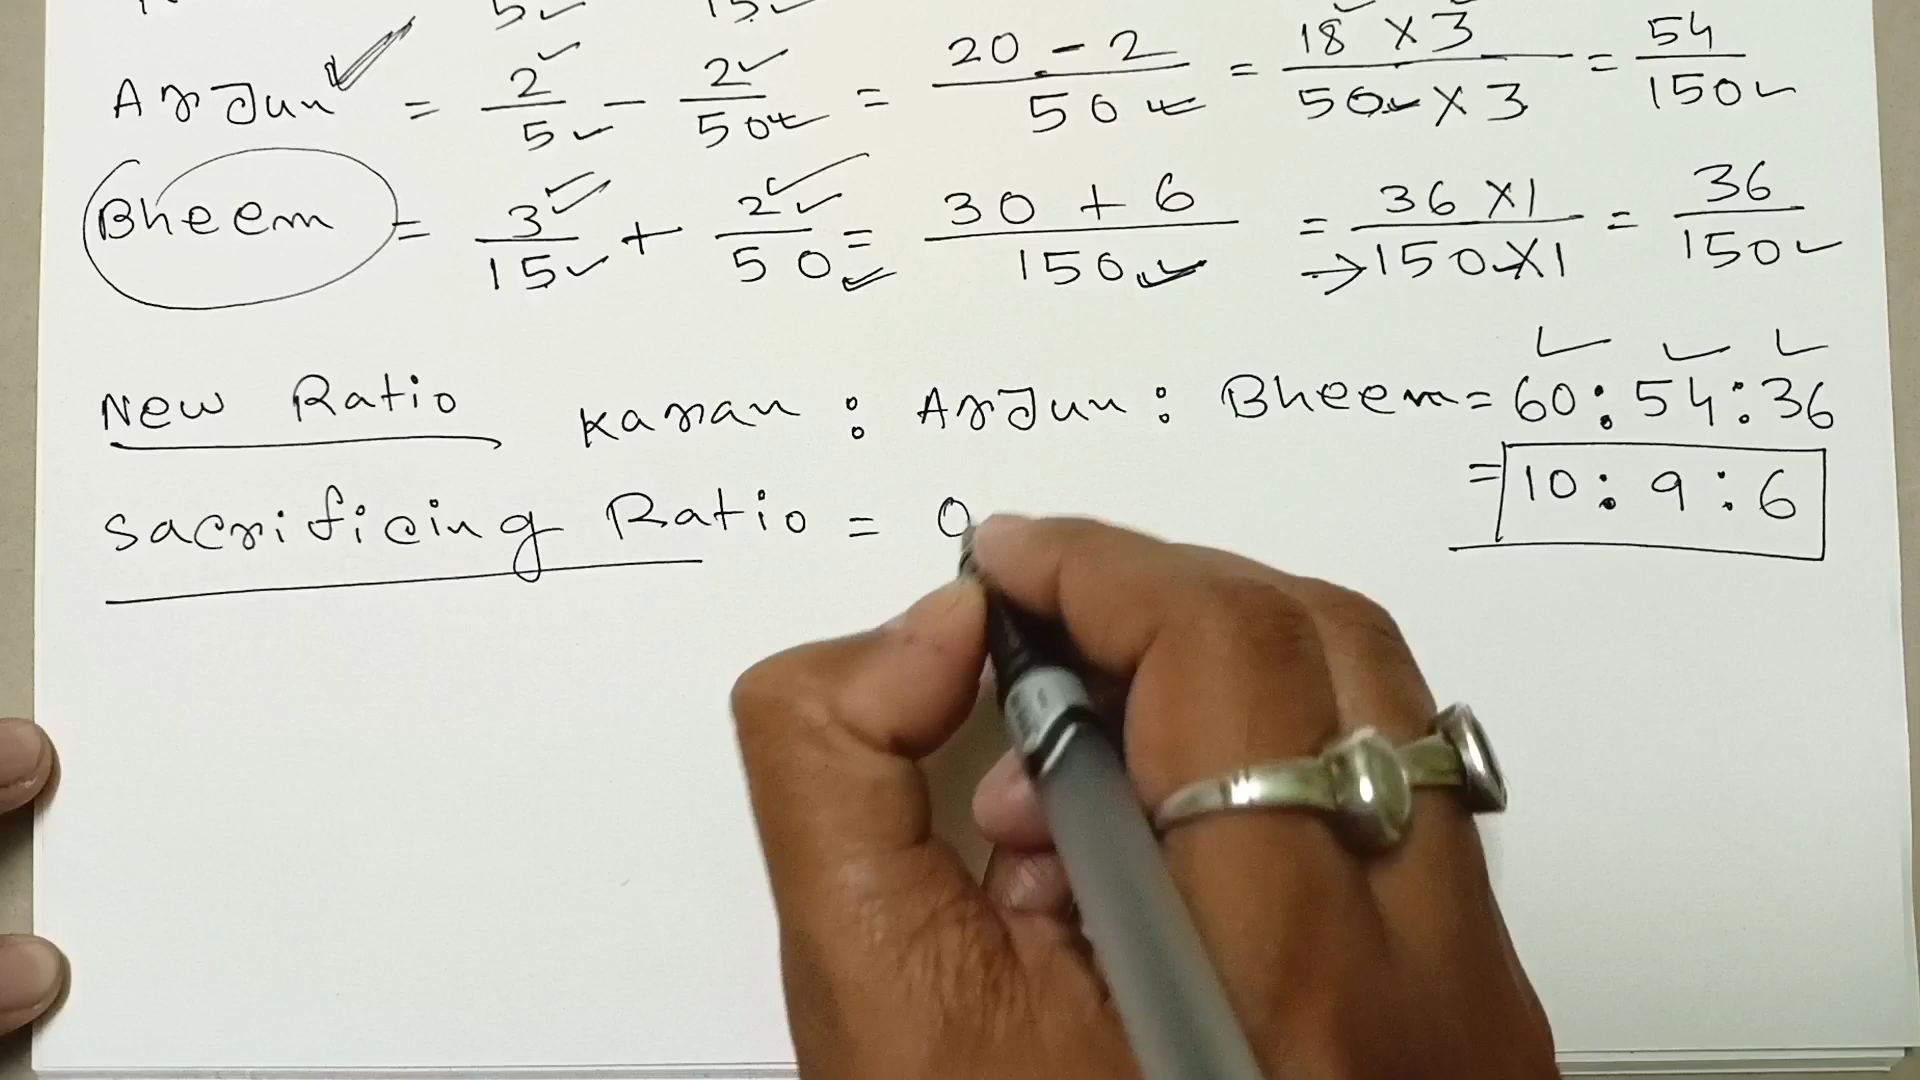 5 15
Arjun = 2/5 - 2/50 = 20 - 2/50 = 18 x 3/50 x 3 = 54/150
Bheem = 3/15 + 2/50 = 30 + 6/150 = 36 x 1/150 x 1 = 36/150
New Ratio Karan : Arjun : Bheem = 60 : 54 : 36
= 10 : 9 : 6
Sacrificing Ratio = O